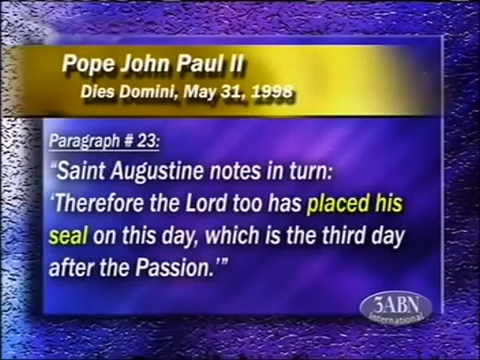 Pope John Paul II
Dies Domini, May 31, 1998
Paragraph # 23:
“Saint Augustine notes in turn:
‘Therefore the Lord too has placed his
seal on this day, which is the third day
after the Passion.’”
3ABN
International